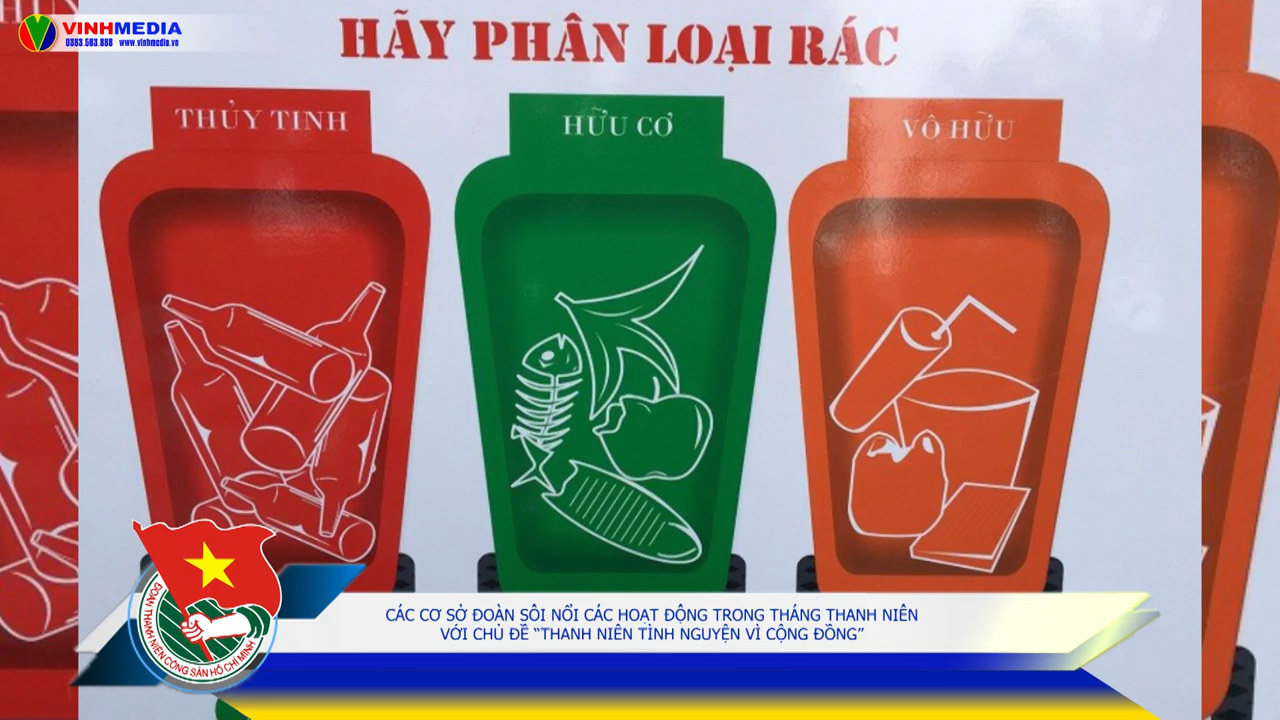 VINHMEDIA
0383.583.888 www.vinhmedia.vn
HÃY PHÂN LOẠI RÁC
THỦY TINH
HỮU CƠ
VÔ HỮU
ĐOÀN THANH NIÊN CỘNG SẢN HỒ CHÍ MINH
CÁC CƠ SỞ ĐOÀN SÔI NỔI CÁC HOẠT ĐỘNG TRONG THÁNG THANH NIÊN
VỚI CHỦ ĐỀ “THANH NIÊN TÌNH NGUYỆN VÌ CỘNG ĐỒNG”